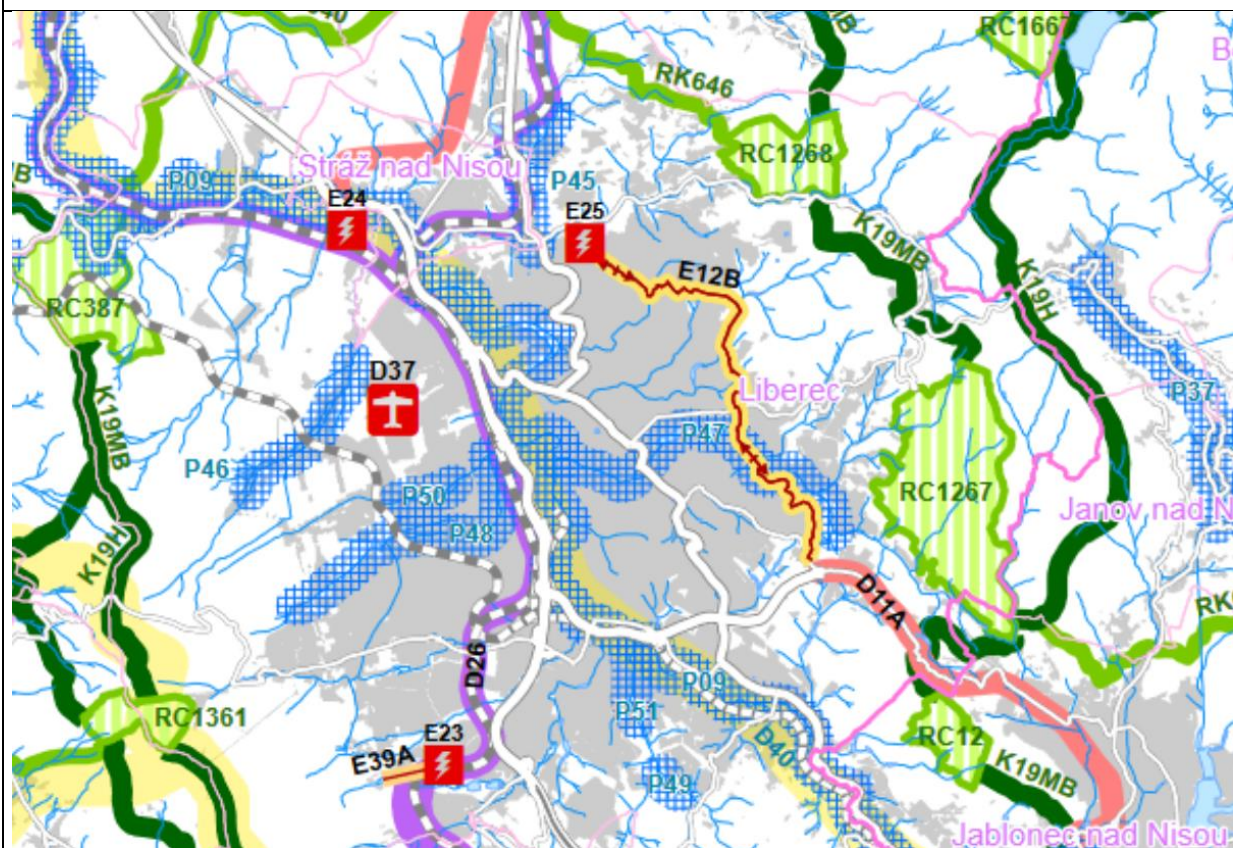 640
MB
RC1667
RK646
RC1268
Stráž nad Nisou
P09
P45
E24
E25
K19MB
E12B
K19H
RC387
D37
Liberec
P37
K19MB
P47
P46
P50
RC1267
P48
Janov nad N
K19H
D11A
D26
P09
RC1361
P51
E23
D40
RC12
E39A
P49
K19MB
Jablonec nad Nisou